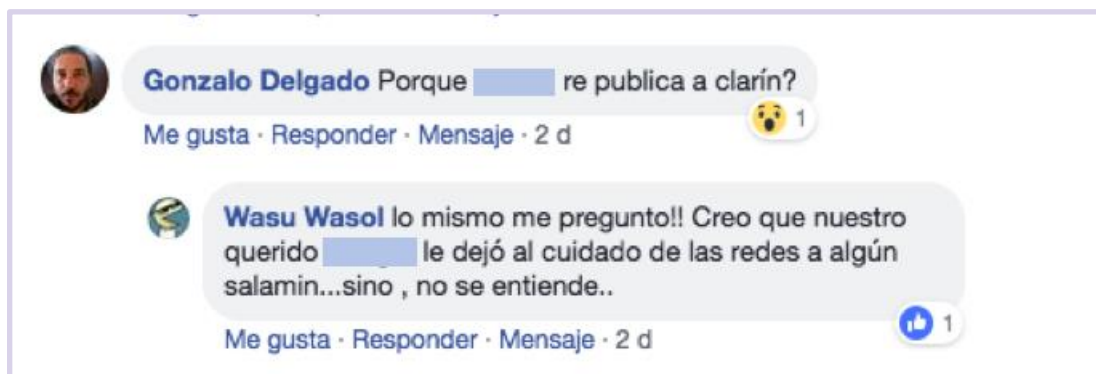 Gonzalo Delgado Porque re publica a clarín?
1
Me gusta · Responder · Mensaje · 2 d
Wasu Wasol lo mismo me pregunto!! Creo que nuestro
querido le dejó al cuidado de las redes a algún
salamin...sino , no se entiende..
1
Me gusta · Responder · Mensaje · 2 d